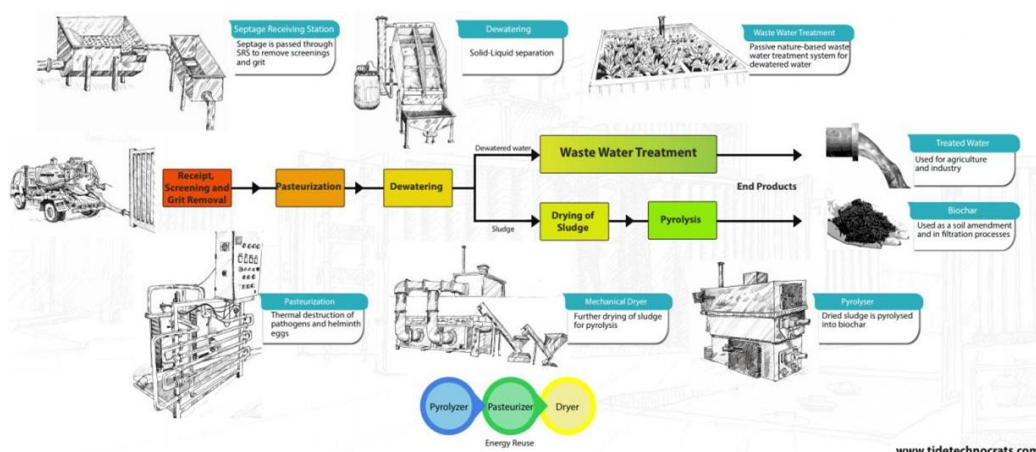 Septage Receiving Station
Septage is passed through
SRS to remove screenings
and grit
Dewatering
Solid-Liquid separation
Waste Water Treatment
Passive nature-based waste
water treatment system for
dewatered water
Receipt,
Screening and
Grit Removal
Pasteurization
Dewatering
Dewatered water
Waste Water Treatment
Sludge
Drying of
Sludge
Pyrolysis
End Products
Treated Water
Used for agriculture
and industry
Biochar
Used as a soil amendment
and in filtration processes
Pasteurization
Thermal destruction of
pathogens and helminth
eggs
Mechanical Dryer
Further drying of sludge
for pyrolysis
Pyrolyser
Dried sludge is pyrolysed
into biochar
Pyrolyzer
Pasteurizer
Dryer
Energy Reuse
www.tidetechnocrats.com